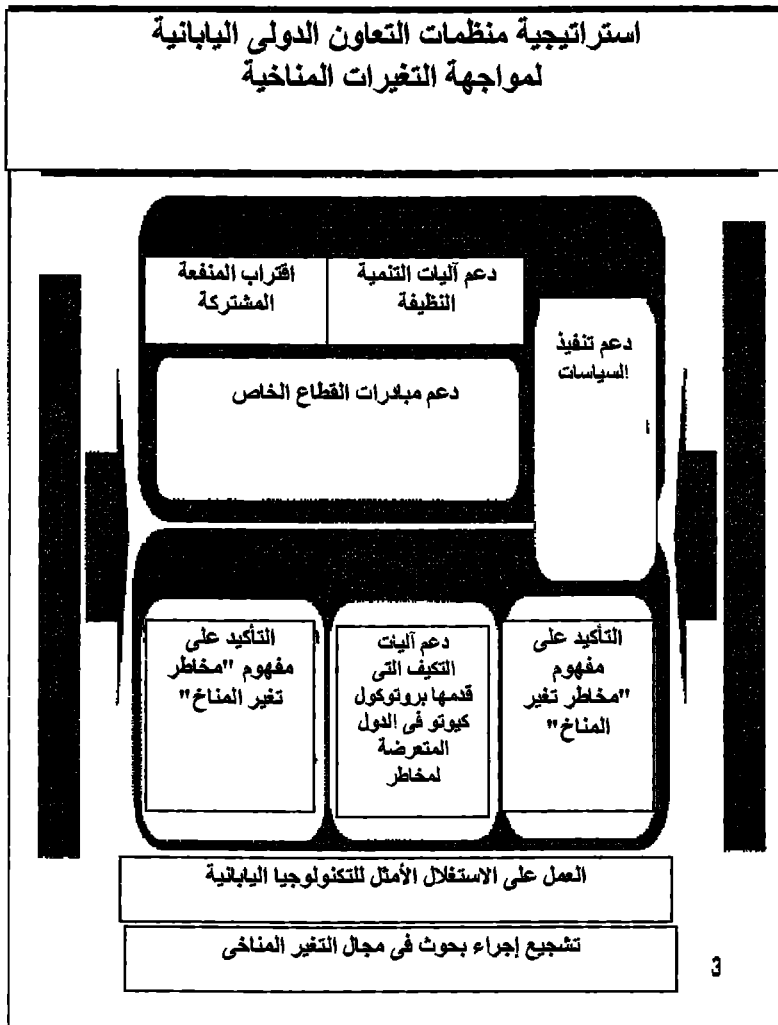 استراتيجية منظمات التعاون الدولى اليابانية
لمواجهة التغيرات المناخية
دعم آليات التنمية
النظيفة
اقتراب المنفعة
المشتركة
دعم تنفيذ
السياسات
دعم مبادرات القطاع الخاص
التأكيد على
مفهوم
"مخاطر تغير
المناخ"
دعم آليات
التكيف التى
قدمها بروتوكول
كيوتو فى الدول
المتعرضة
لمخاطر
التأكيد على
مفهوم "مخاطر
تغير المناخ"
العمل على الاستغلال الأمثل للتكنولوجيا اليابانية
تشجيع إجراء بحوث فى مجال التغير المناخى
3